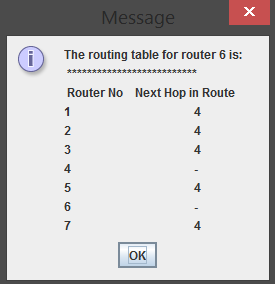 Message
The routing table for router 6 is:
**************************
Router No Next Hop in Route
1 4
2 4
3 4
4 -
5 4
6 -
7 4
OK